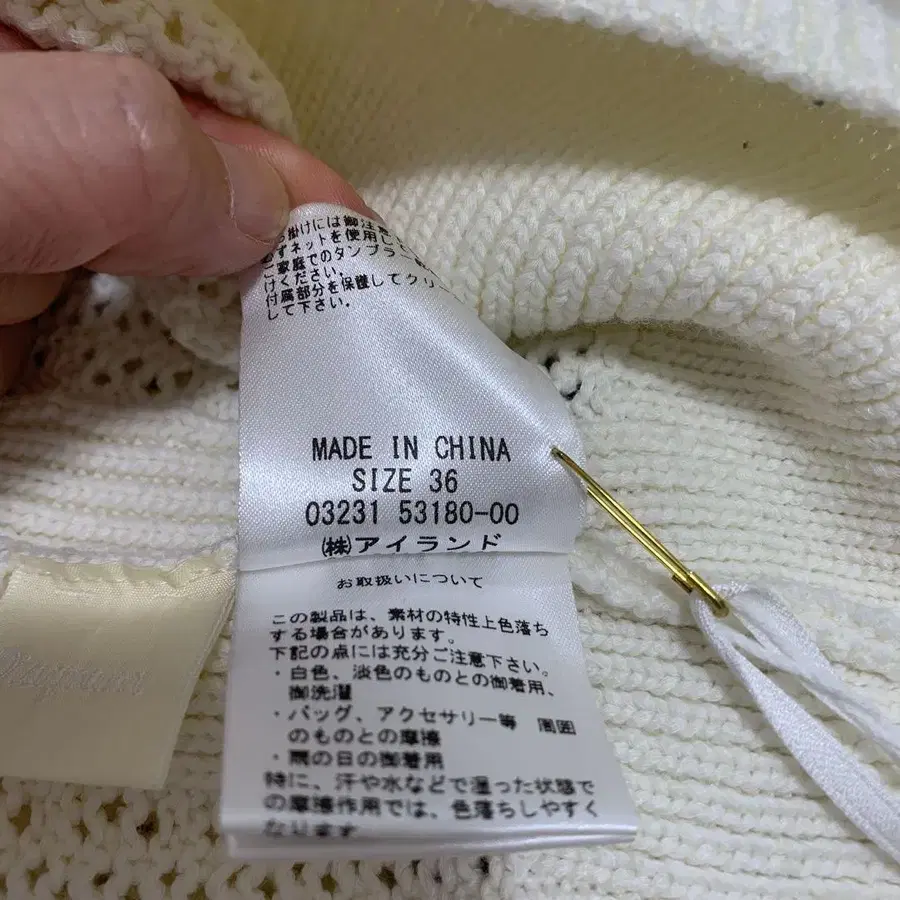 掛けには御注意
必ずネットを使用して
ご家庭でのタンブラー
けください。
付属部分を保護してクリー
して下さい。
MADE IN CHINA
SIZE 36
03231 53180-00
㈱アイランド
お取扱いについて
この製品は、素材の特性上色落ち
する場合があります。
下記の点には充分ご注意下さい。
・白色、淡色のものとの御着用、
御洗濯
・バッグ、アクセサリー等 周囲
のものとの摩擦
・雨の日の御着用
特に、汗や水などで湿った状態で
の摩擦作用では、色落ちしやすく
なります